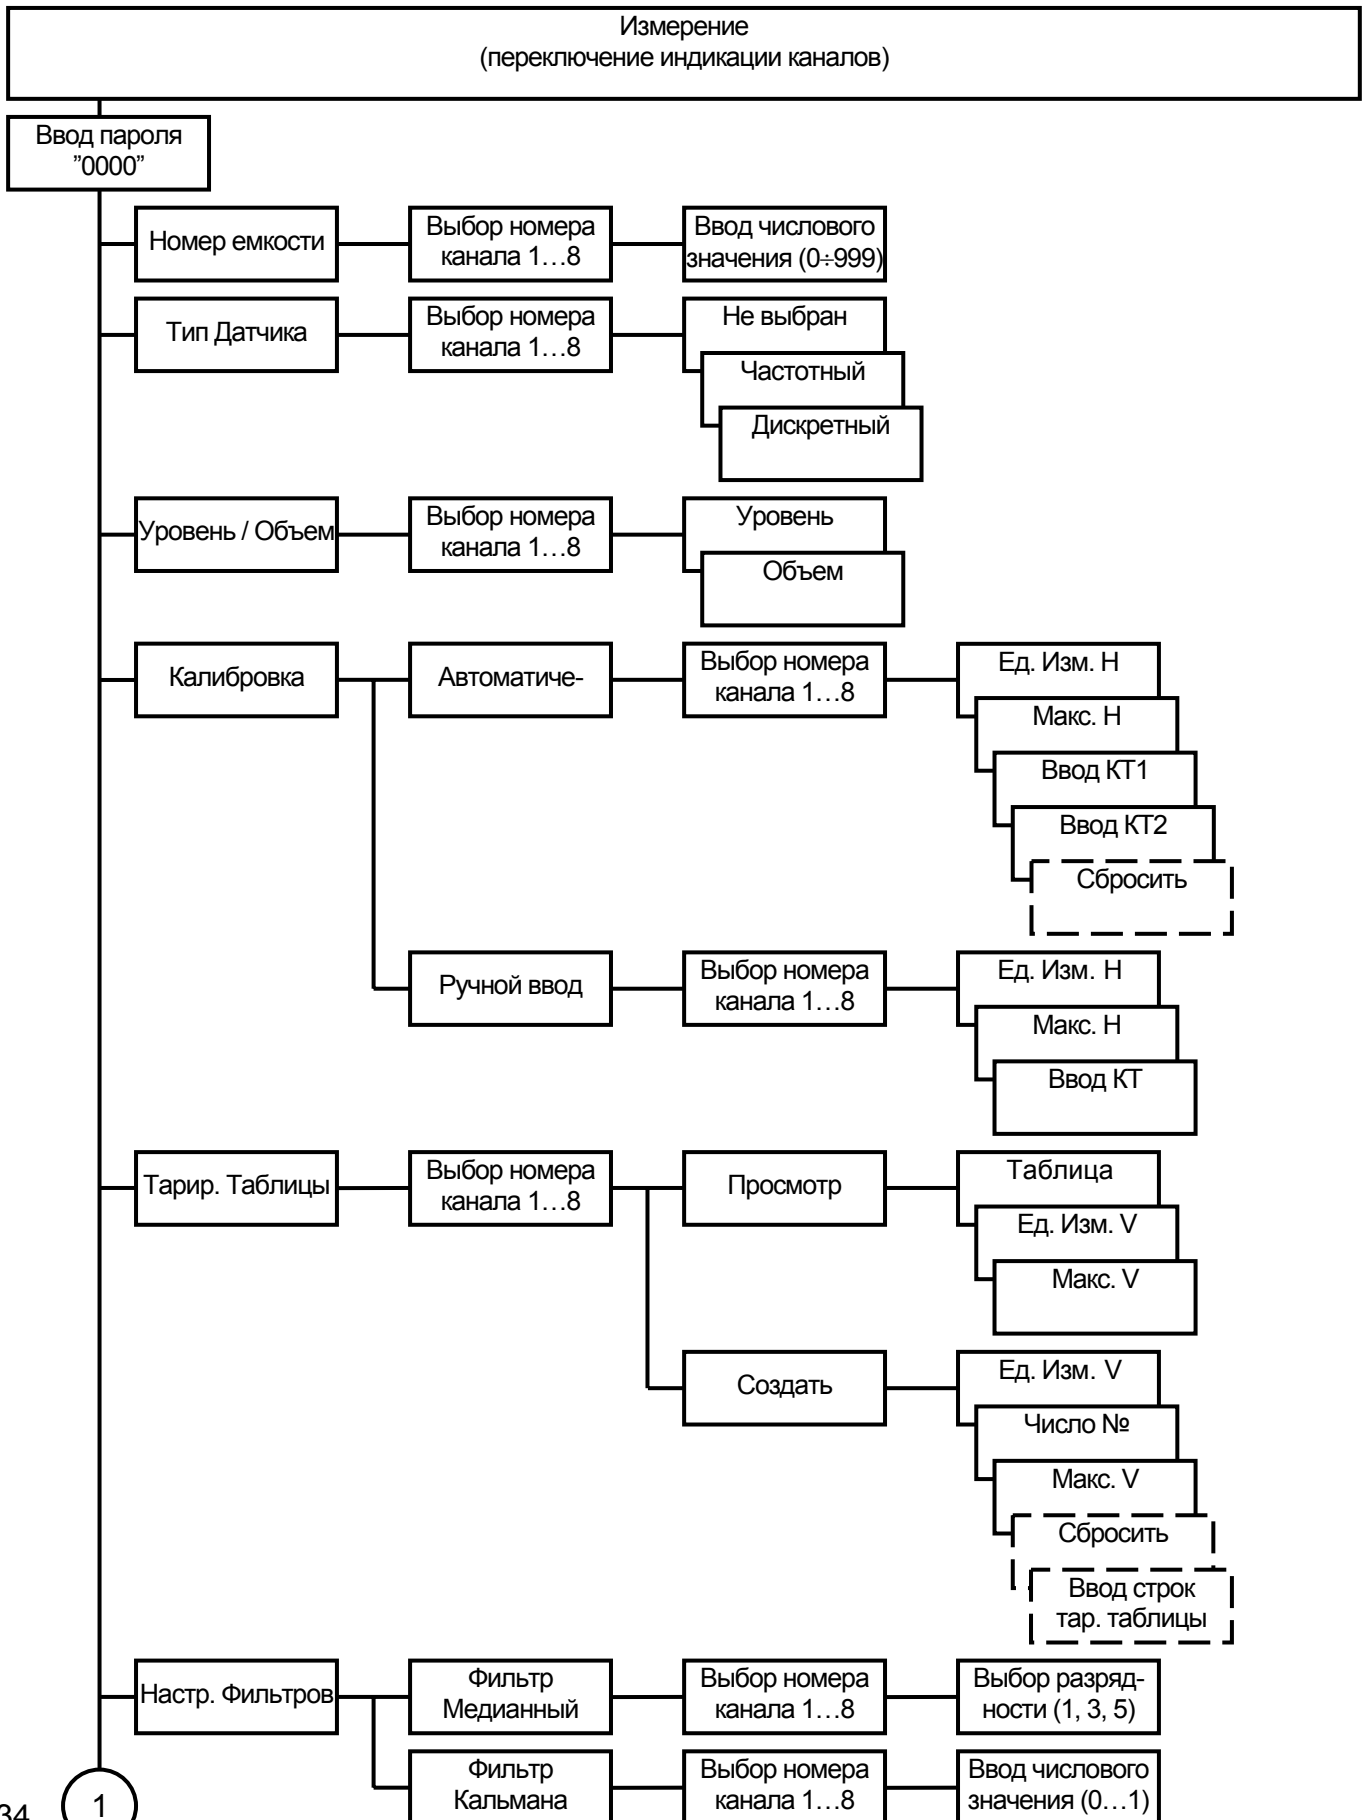 Измерение
(переключение индикации каналов)
Ввод пароля
”0000”
Номер емкости
Выбор номера
канала 1…8
Ввод числового
значения (0÷999)
Тип Датчика
Выбор номера
канала 1…8
Не выбран
Частотный
Дискретный
Уровень / Объем
Выбор номера
канала 1…8
Уровень
Объем
Калибровка
Автоматиче-
Выбор номера
канала 1…8
Ед. Изм. Н
Макс. Н
Ввод КТ1
Ввод КТ2
Сбросить
Ручной ввод
Выбор номера
канала 1…8
Ед. Изм. Н
Макс. Н
Ввод КТ
Тарир. Таблицы
Выбор номера
канала 1…8
Просмотр
Таблица
Ед. Изм. V
Макс. V
Создать
Ед. Изм. V
Число №
Макс. V
Сбросить
Ввод строк
тар. таблицы
Настр. Фильтров
Фильтр
Медианный
Выбор номера
канала 1…8
Выбор разряд-
ности (1, 3, 5)
Фильтр
Кальмана
Выбор номера
канала 1…8
Ввод числового
значения (0…1)
1
34